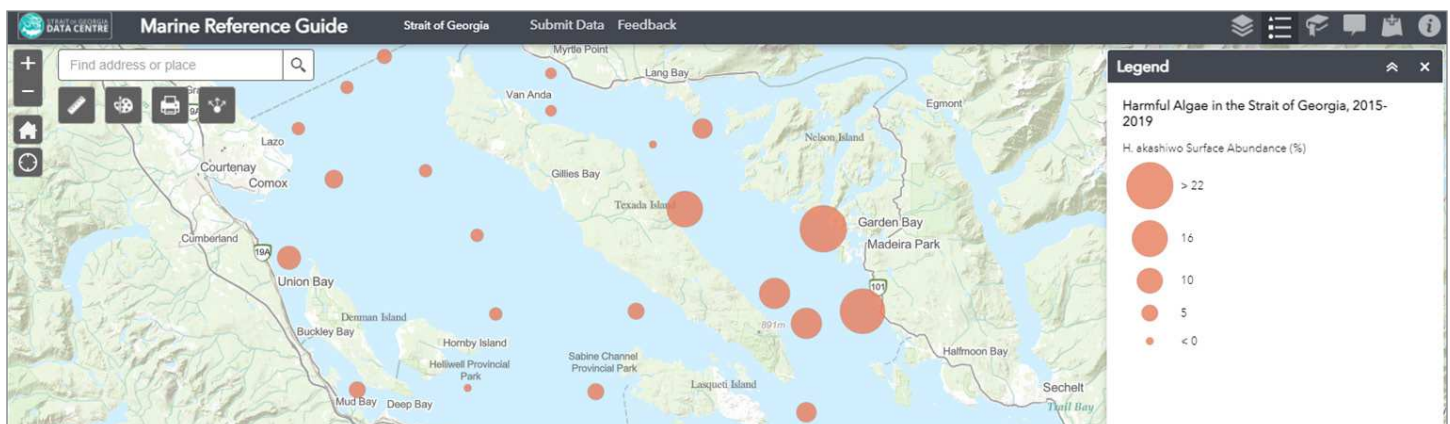 STRAIT OF GEORGIA
DATA CENTRE
Marine Reference Guide
Strait of Georgia
Submit Data
Feedback
Find address or place
Legend
Harmful Algae in the Strait of Georgia, 2015-
2019
H. akashiwo Surface Abundance (%)
> 22
16
10
5
< 0
Myrtle Point
Lang Bay
Van Anda
Egmont
Nelson Island
Lazo
Courtenay
Comox
Gillies Bay
Texada Island
Garden Bay
Madeira Park
Cumberland
19A
Union Bay
101
Denman Island
Buckley Bay
891m
Hornby Island
Halfmoon Bay
Helliwell Provincial
Park
Sabine Channel
Provincial Park
Lasqueti Island
Sechelt
Mud Bay
Deep Bay
Trail Bay